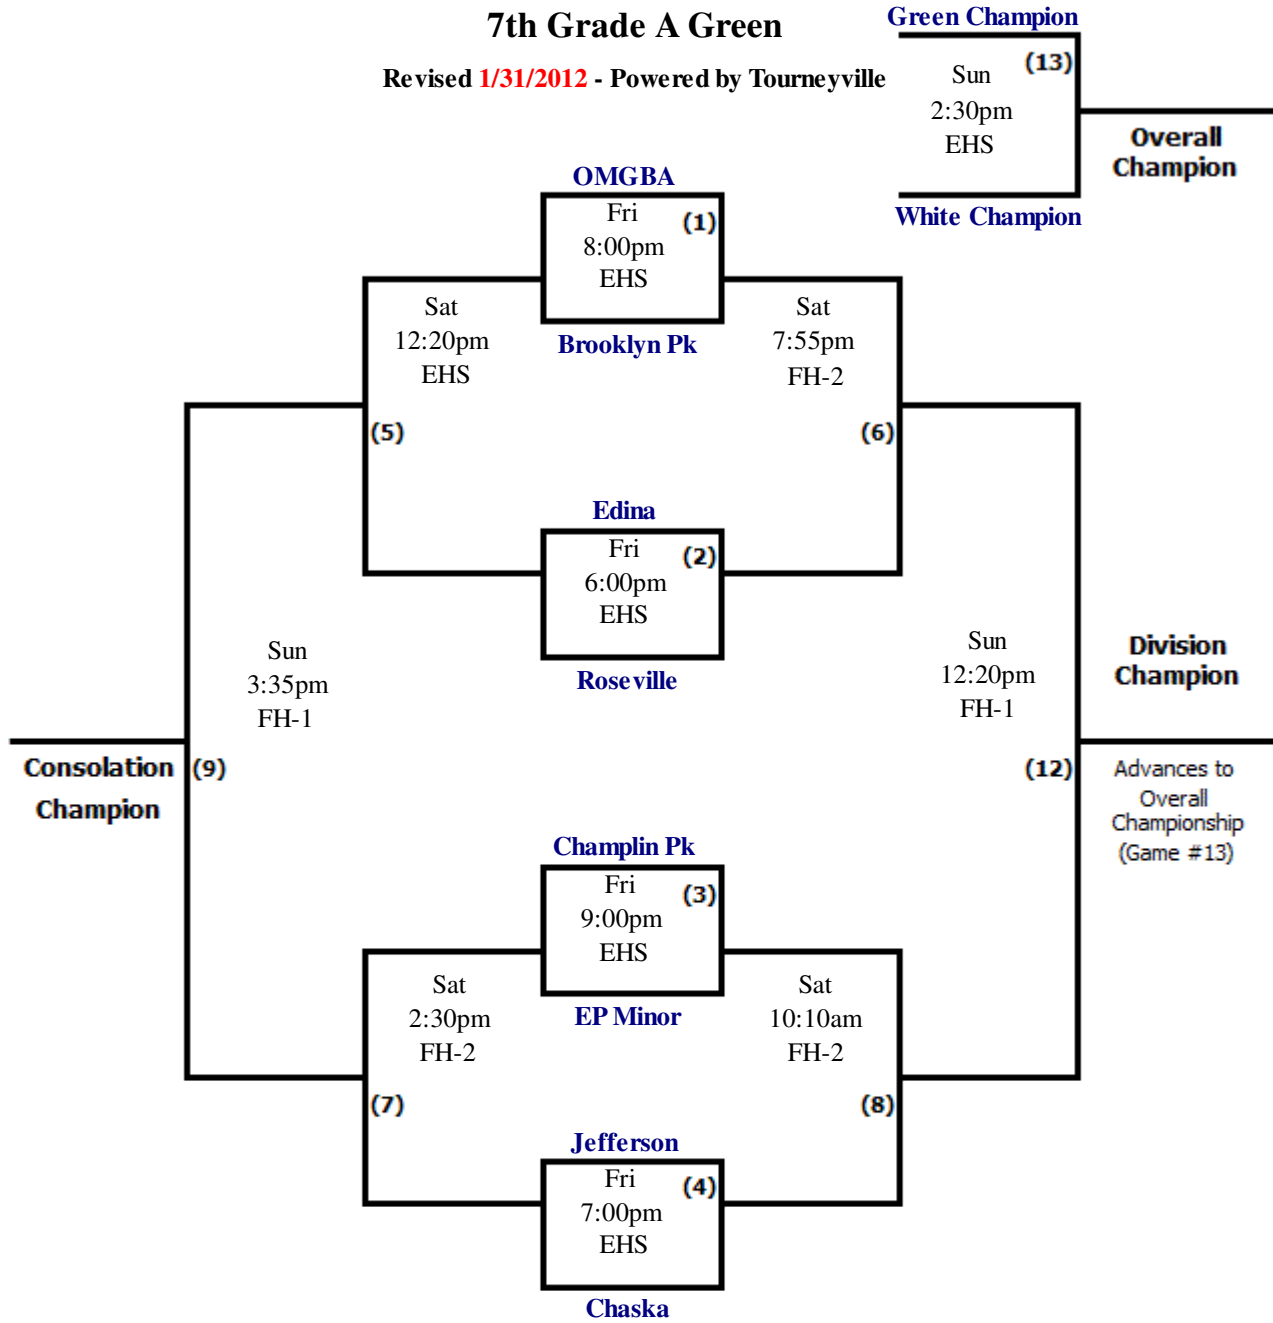 7th Grade A Green
Revised 1/31/2012 - Powered by Tourneyville
Green Champion
(13)
Sun
2:30pm
EHS
White Champion
Overall
Champion
OMGBA
Fri
8:00pm
EHS
(1)
Brooklyn Pk
Sat
12:20pm
EHS
(5)
Sat
7:55pm
FH-2
(6)
Edina
Fri
6:00pm
EHS
(2)
Roseville
Sun
3:35pm
FH-1
(9)
Consolation
Champion
Sun
12:20pm
FH-1
(12)
Division
Champion
Advances to
Overall
Championship
(Game #13)
Champlin Pk
Fri
9:00pm
EHS
(3)
EP Minor
Sat
2:30pm
FH-2
(7)
Sat
10:10am
FH-2
(8)
Jefferson
Fri
7:00pm
EHS
(4)
Chaska